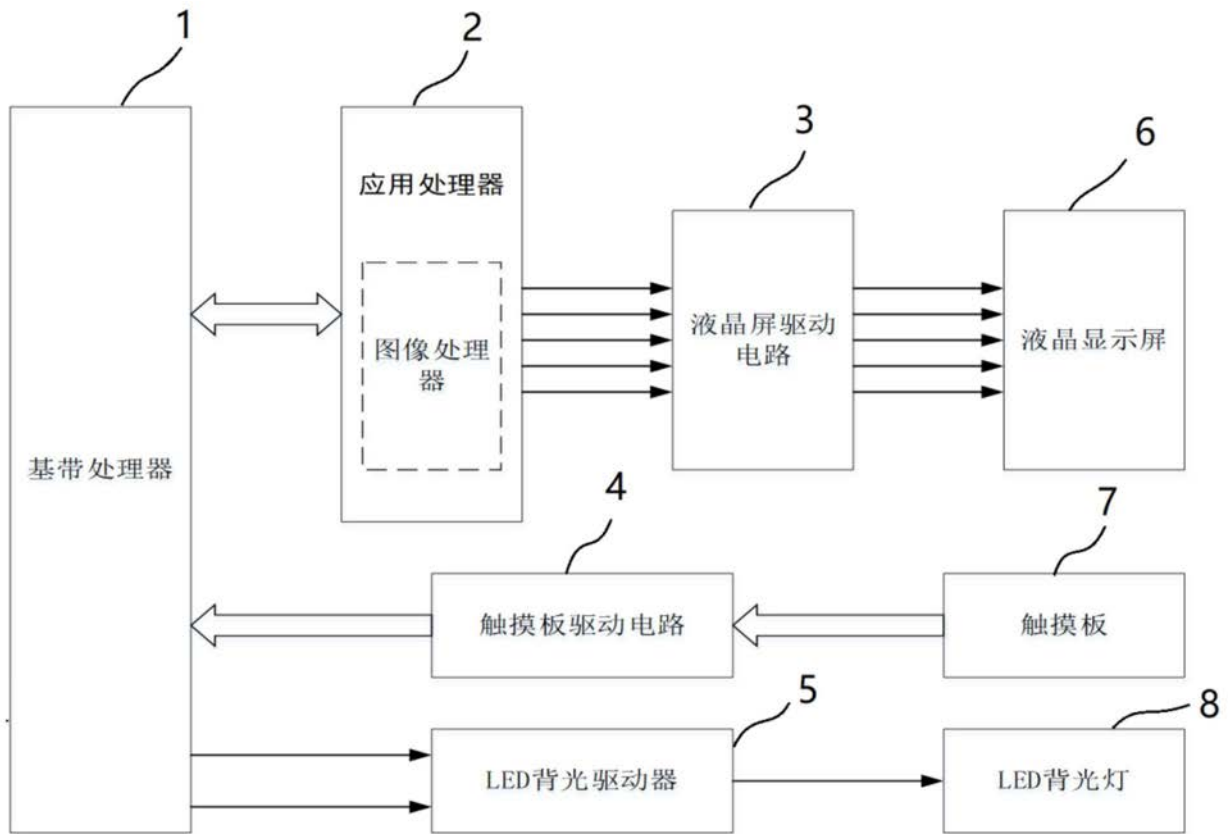 1
2
3
6
应用处理器
图像处理
器
液晶屏驱动
电路
液晶显示屏
基带处理器
4
7
触摸板驱动电路
触摸板
5
8
LED背光驱动器
LED背光灯